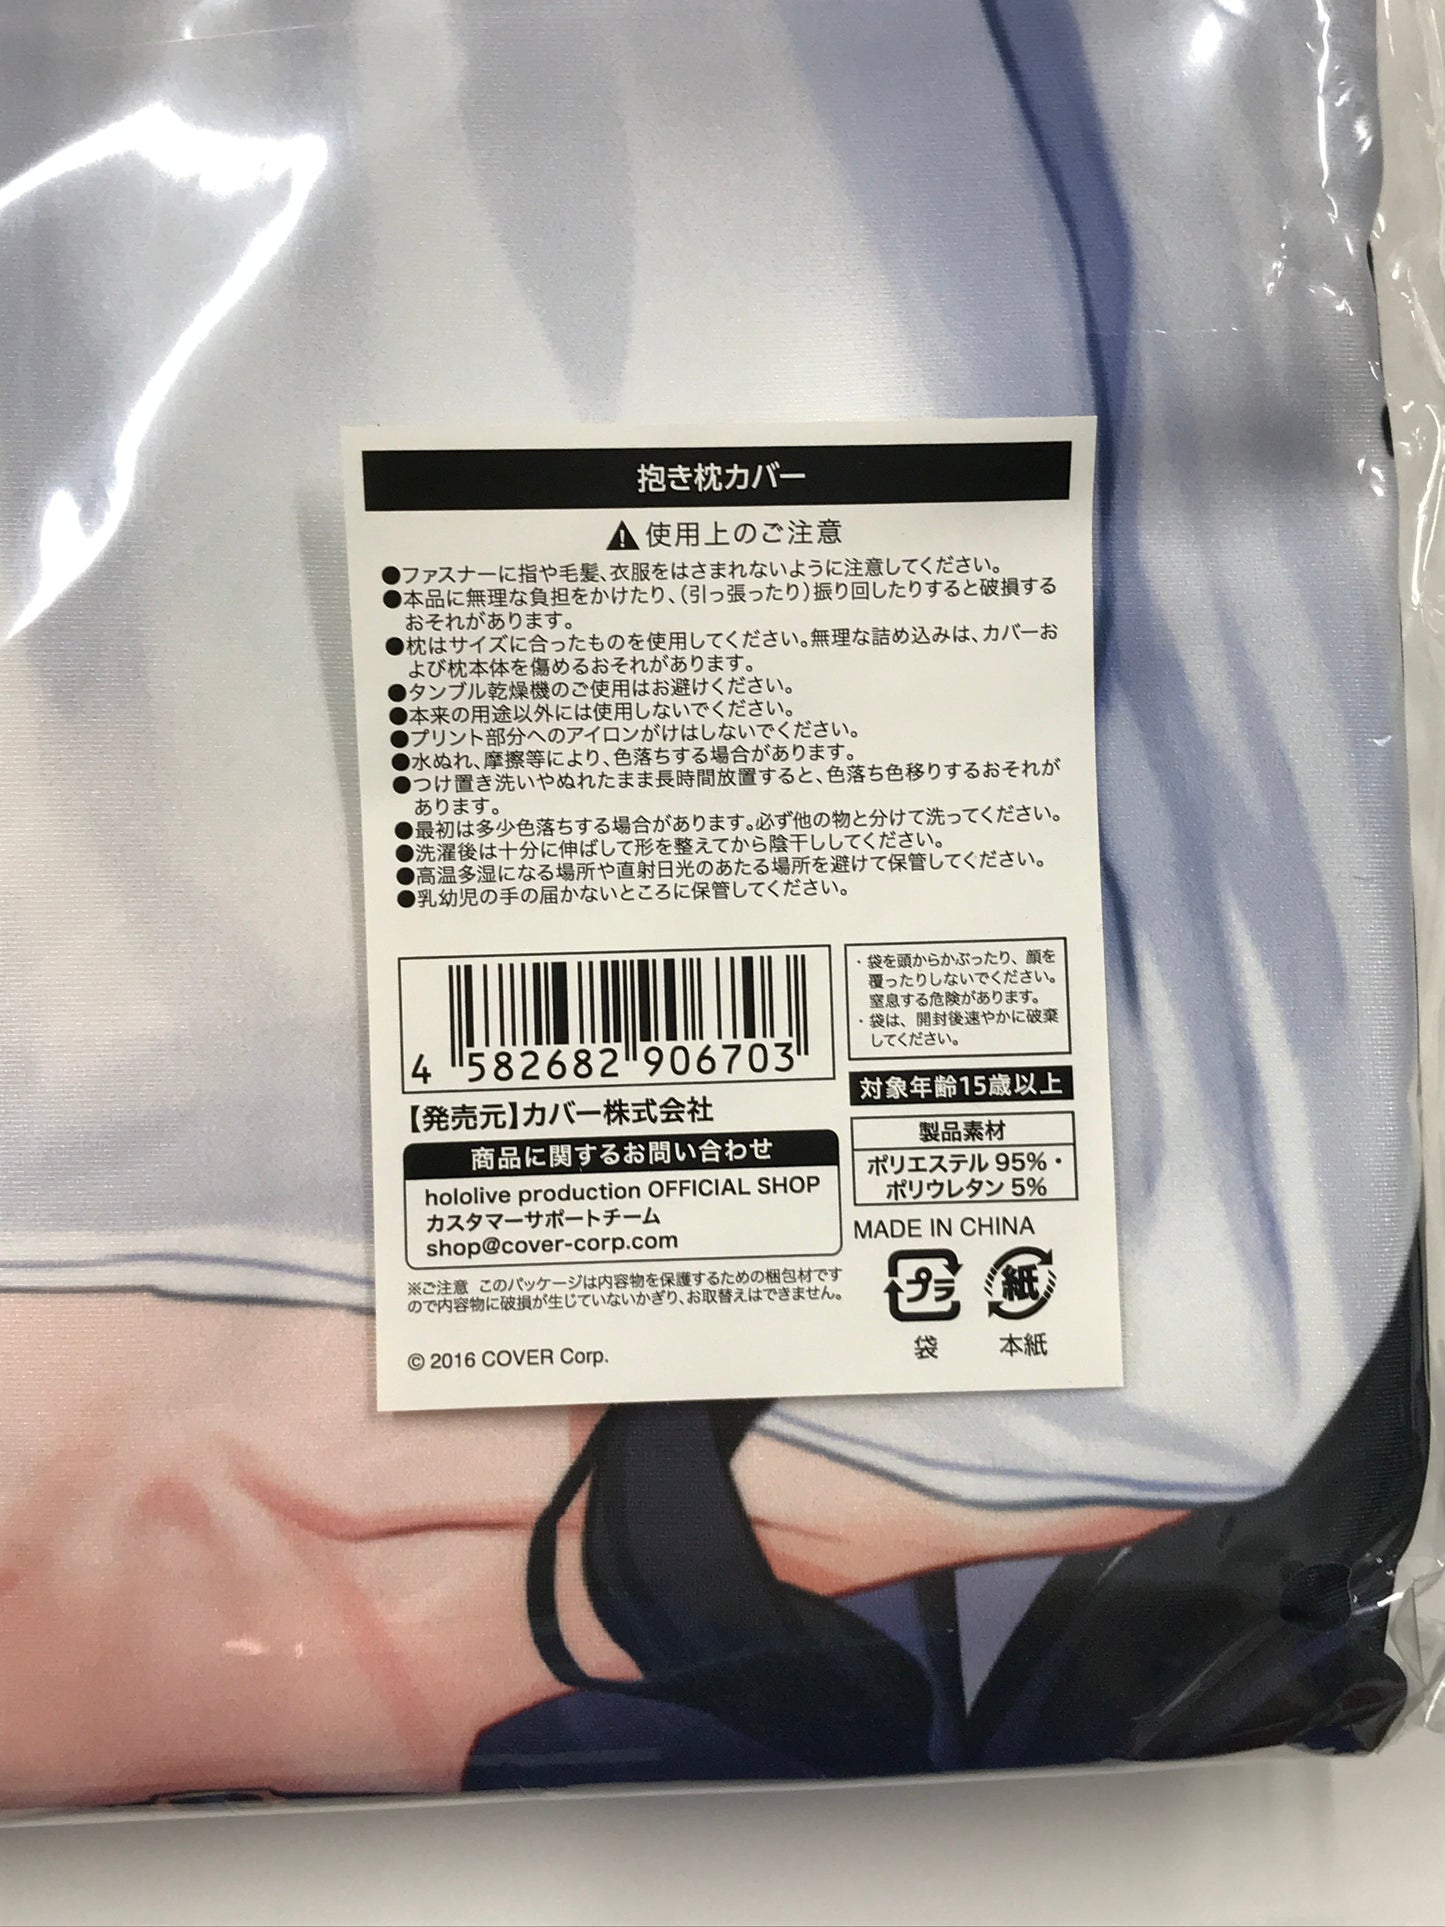 抱き枕カバー
使用上のご注意
●ファスナーに指や毛髪、衣服をはさまれないように注意してください。
●本品に無理な負担をかけたり、(引っ張ったり)振り回したりすると破損する
おそれがあります。
●枕はサイズに合ったものを使用してください。無理な詰め込みは、カバーお
よび枕本体を傷めるおそれがあります。
●タンブル乾燥機のご使用はお避けください。
●本来の用途以外には使用しないでください。
●プリント部分へのアイロンがけはしないでください。
●水ぬれ、摩擦等により、色落ちする場合があります。
●つけ置き洗いやぬれたまま長時間放置すると、色落ち色移りするおそれが
あります。
●最初は多少色落ちする場合があります。必ず他の物と分けて洗ってください。
●洗濯後は十分に伸ばして形を整えてから陰干ししてください。
●高温多湿になる場所や直射日光のあたる場所を避けて保管してください。
●乳幼児の手の届かないところに保管してください。
4 582682 906703
【発売元】カバー株式会社
商品に関するお問い合わせ
hololive production OFFICIAL SHOP
カスタマーサポートチーム
shop@cover-corp.com
※ご注意 このパッケージは内容物を保護するための梱包材です
ので内容物に破損が生じていないかぎり、お取替えはできません。
© 2016 COVER Corp.
・袋を頭からかぶったり、顔を
覆ったりしないでください。
窒息する危険があります。
・袋は、開封後速やかに破棄
してください。
対象年齢15歳以上
製品素材
ポリエステル 95%・
ポリウレタン 5%
MADE IN CHINA
プラ 紙
袋 本紙